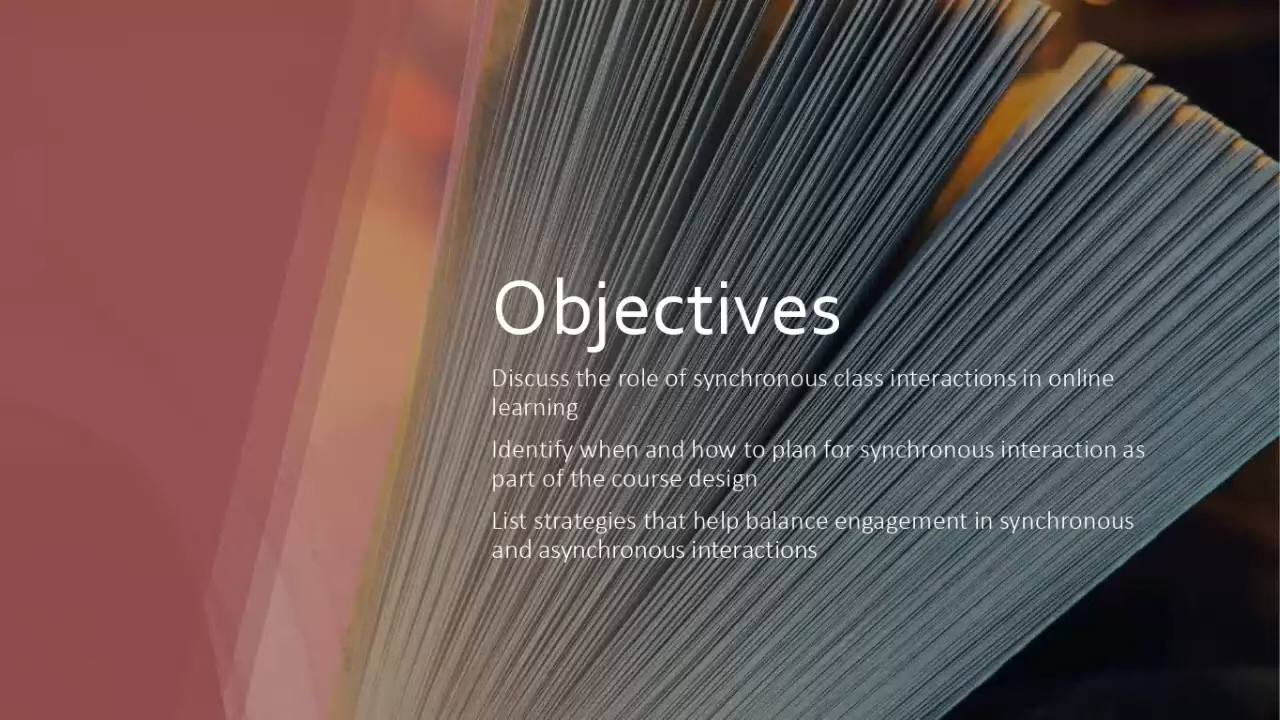 Objectives
Discuss the role of synchronous class interactions in online
learning
Identify when and how to plan for synchronous interaction as
part of the course design
List strategies that help balance engagement in synchronous
and asynchronous interactions